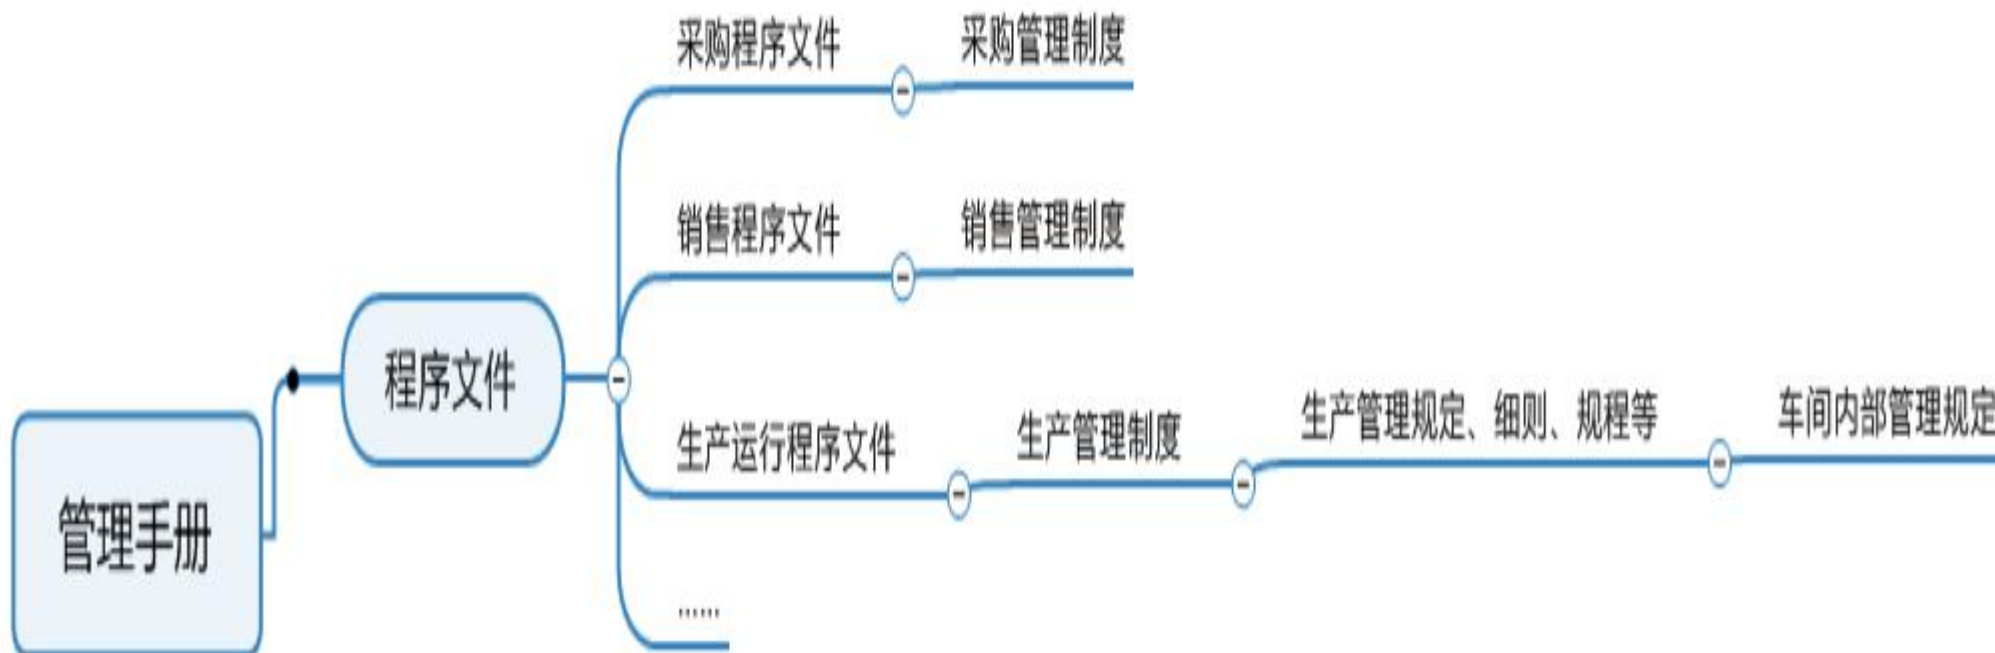 采购程序文件
采购管理制度
销售程序文件
销售管理制度
程序文件
生产运行程序文件
生产管理制度
生产管理规定、细则、规程等
车间内部管理规定
管理手册
……